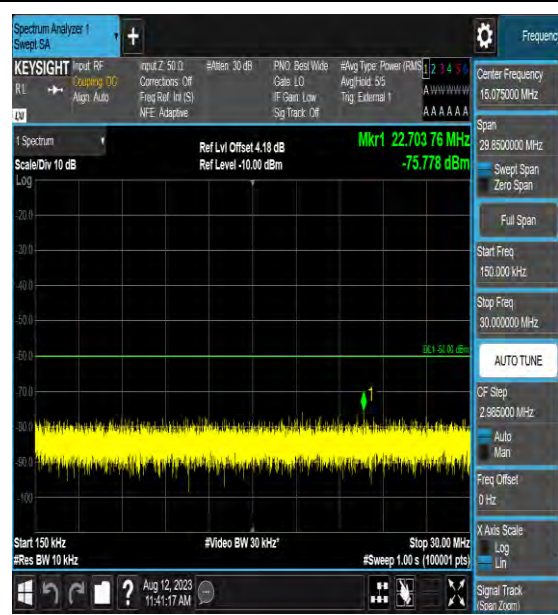 Spectrum Analyzer 1
Swept SA
+
Frequency
KEYSIGHT
RL
Input: RF
Coupling: DC
Align: Auto
Input Z: 50 Ω
Corrections: Off
Freq Ref: Int (S)
NFE: Adaptive
#Atten: 30 dB
PNO: Best Wide
Gate: LO
IF Gain: Low
Sig Track: Off
#Avg Type: Power (RMS
Avg|Hold: 5/5
Trig: External 1
1 2 3 4 5 6
A W W W W W
A A A A A A
LW
1 Spectrum
Scale/Div 10 dB
Ref Lvl Offset 4.18 dB
Ref Level -10.00 dBm
Mkr1 22.703 76 MHz
-75.778 dBm
Log
-20.0
-30.0
-40.0
-50.0
-60.0
DL1 -60.00 dBm
-70.0
1
-80.0
-90.0
-100
Start 150 kHz
#Res BW 10 kHz
#Video BW 30 kHz*
Stop 30.00 MHz
#Sweep 1.00 s (100001 pts)
?
Aug 12, 2023
11:41:17 AM
Center Frequency
15.075000 MHz
Span
29.8500000 MHz
Swept Span
Zero Span
Full Span
Start Freq
150.000 kHz
Stop Freq
30.000000 MHz
AUTO TUNE
CF Step
2.985000 MHz
Auto
Man
Freq Offset
0 Hz
X Axis Scale
Log
Lin
Signal Track
(Span Zoom)